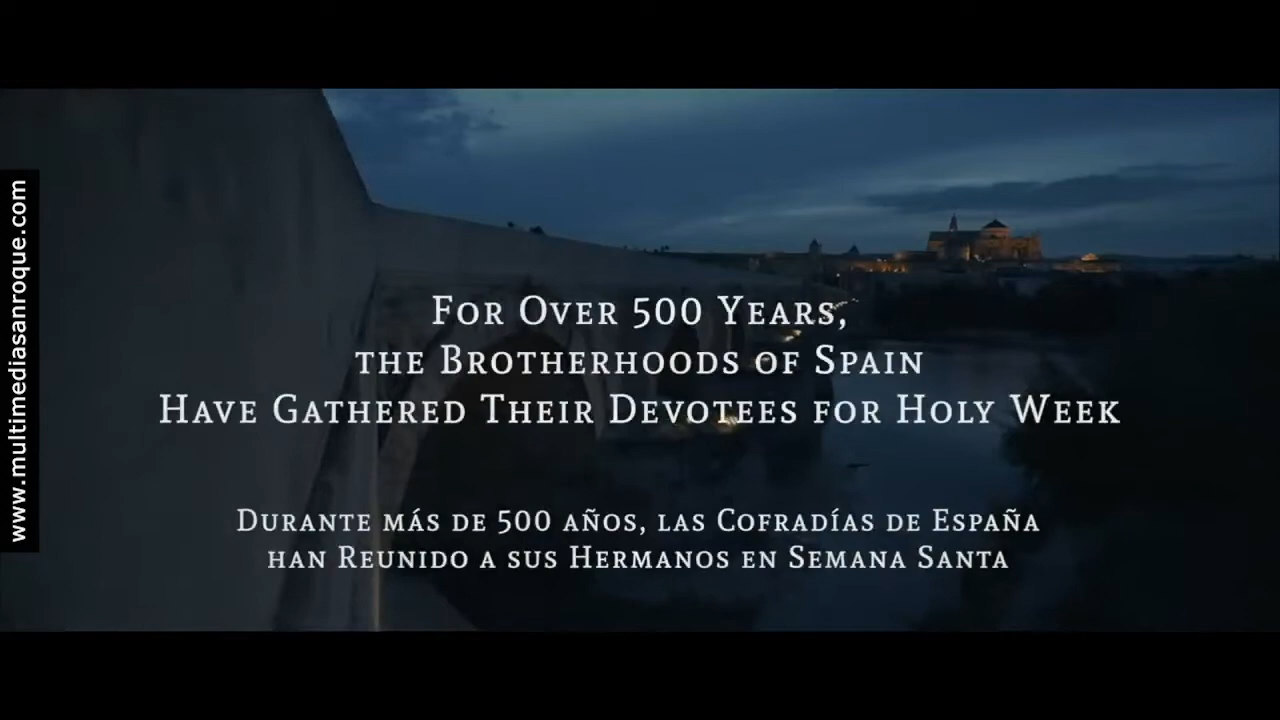 For Over 500 Years,
the Brotherhoods of Spain
Have Gathered Their Devotees for Holy Week
Durante más de 500 años, las Cofradías de España
han Reunido a sus Hermanos en Semana Santa
www.multimediasanroque.com